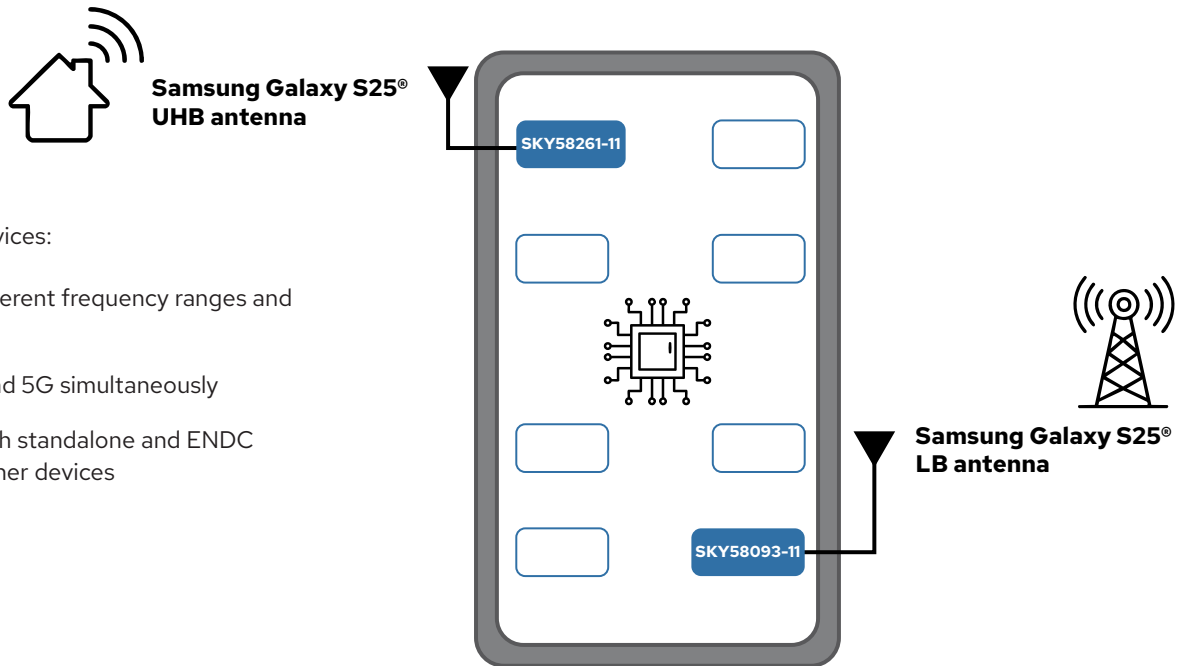 Samsung Galaxy S25®
UHB antenna
SKY58261-11
vices:
erent frequency ranges and
d 5G simultaneously
h standalone and ENDC
her devices
Samsung Galaxy S25®
LB antenna
SKY58093-11